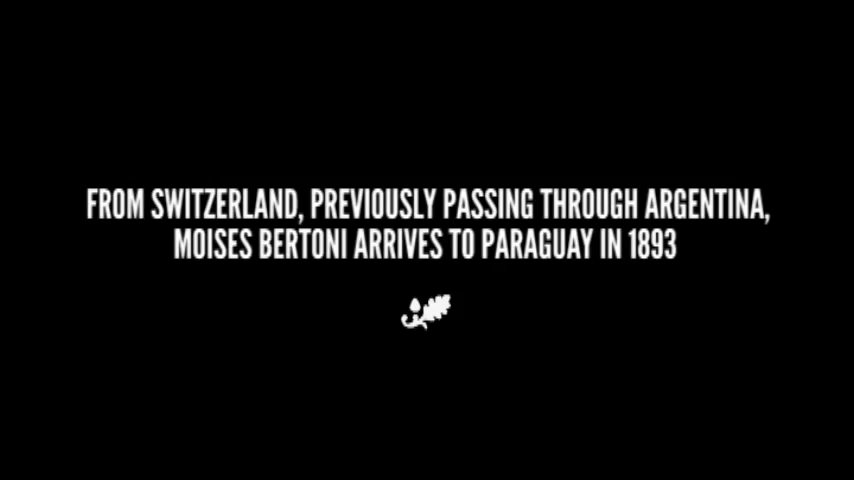 FROM SWITZERLAND, PREVIOUSLY PASSING THROUGH ARGENTINA,
MOISES BERTONI ARRIVES TO PARAGUAY IN 1893